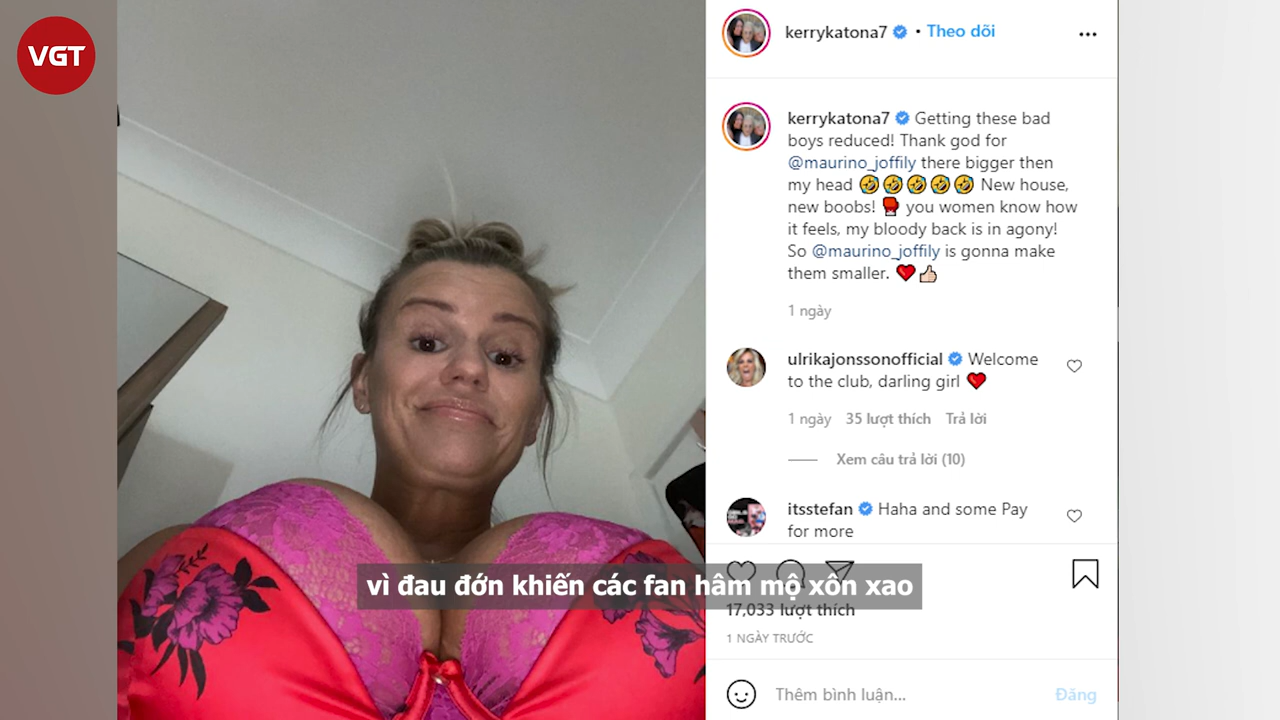 VGT
kerrykatona7 • Theo dõi
kerrykatona7 Getting these bad
boys reduced! Thank god for
@maurino_joffily there bigger then
my head 🤣🤣🤣🤣🤣 New house,
new boobs! 🥊 you women know how
it feels, my bloody back is in agony!
So @maurino_joffily is gonna make
them smaller. ❤️👍🏻
1 ngày
ulrikajonssonofficial Welcome
to the club, darling girl ❤️
1 ngày 35 lượt thích Trả lời
Xem câu trả lời (10)
itsstefan Haha and some Pay
for more
vì đau đớn khiến các fan hâm mộ xôn xao
17,033 lượt thích
1 NGÀY TRƯỚC
Thêm bình luận... Đăng